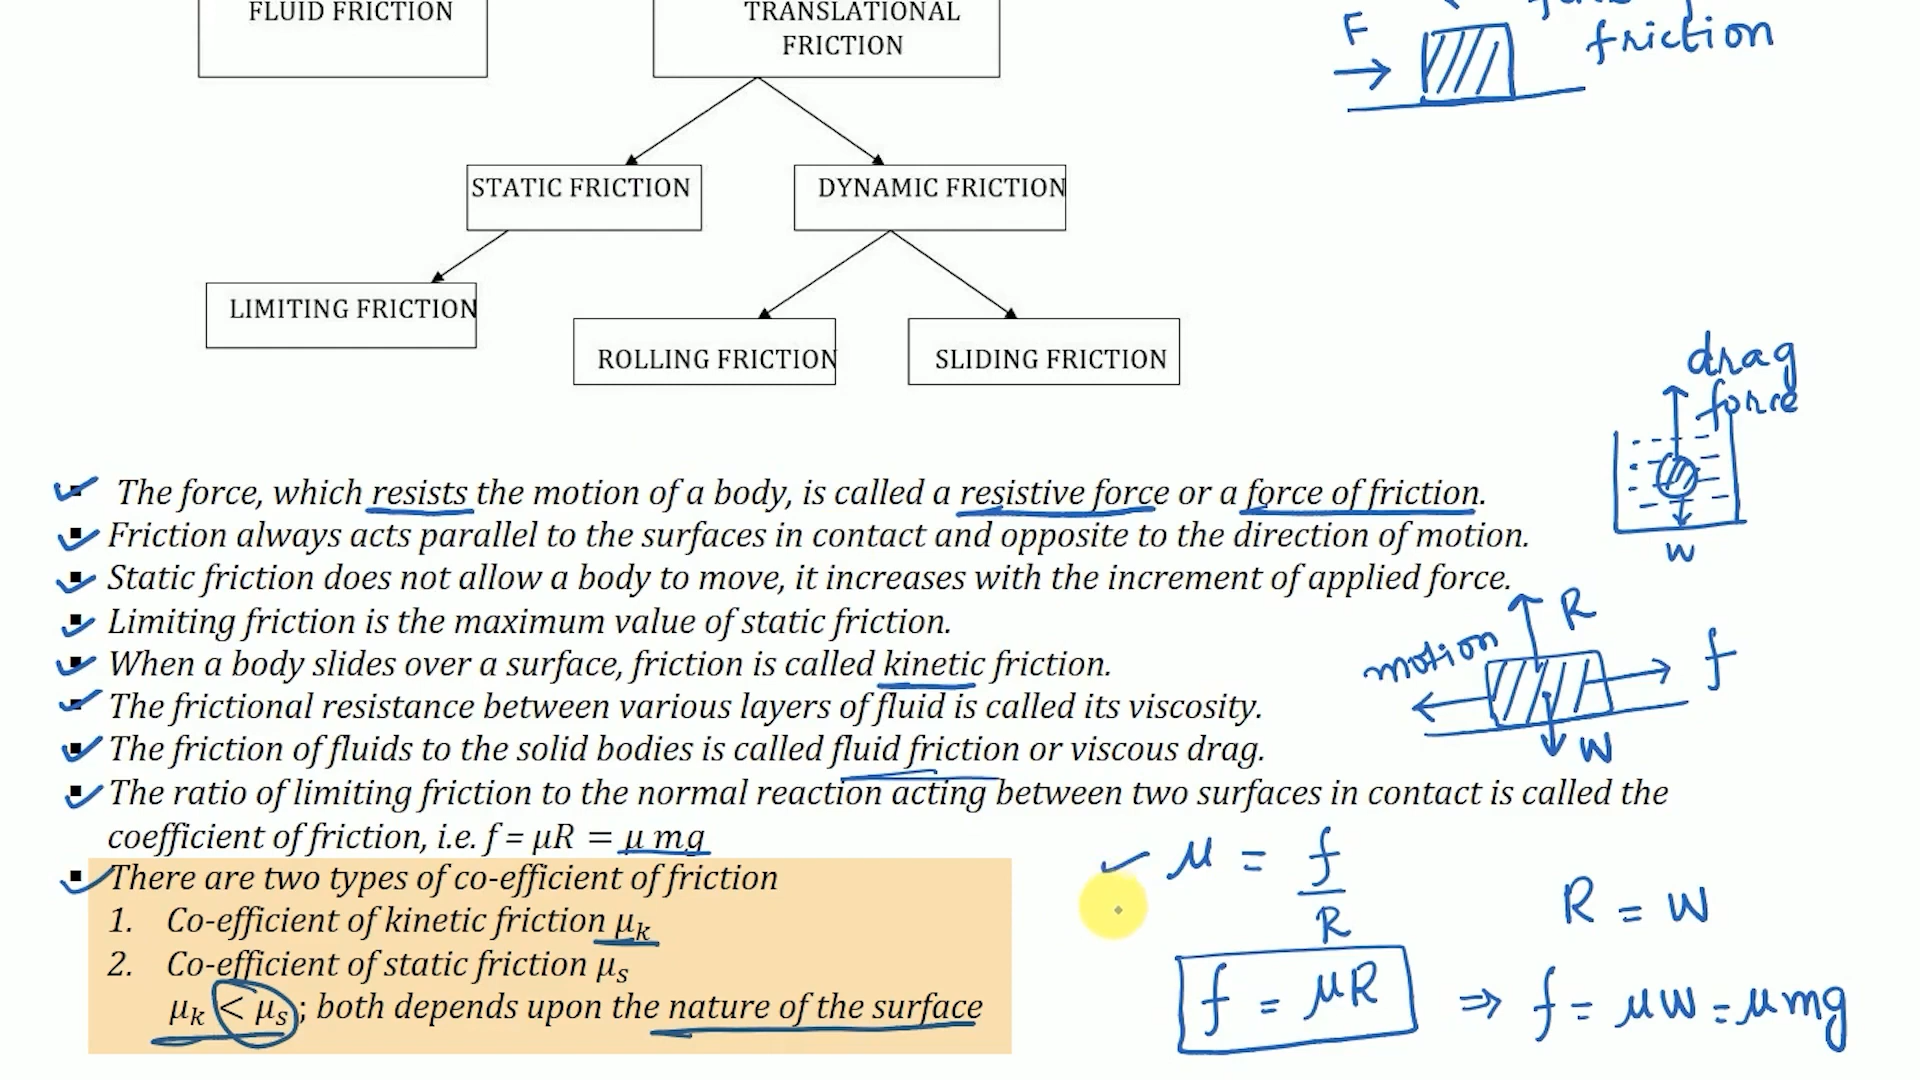 FLUID FRICTION
TRANSLATIONAL
FRICTION
F
friction
STATIC FRICTION
DYNAMIC FRICTION
LIMITING FRICTION
ROLLING FRICTION
SLIDING FRICTION
drag
force
W
▪ The force, which resists the motion of a body, is called a resistive force or a force of friction.
▪ Friction always acts parallel to the surfaces in contact and opposite to the direction of motion.
▪ Static friction does not allow a body to move, it increases with the increment of applied force.
▪ Limiting friction is the maximum value of static friction.
▪ When a body slides over a surface, friction is called kinetic friction.
▪ The frictional resistance between various layers of fluid is called its viscosity.
▪ The friction of fluids to the solid bodies is called fluid friction or viscous drag.
▪ The ratio of limiting friction to the normal reaction acting between two surfaces in contact is called the
coefficient of friction, i.e. f = μR = μ mg
▪ There are two types of co-efficient of friction
1. Co-efficient of kinetic friction μₖ
2. Co-efficient of static friction μₛ
μₖ < μₛ ; both depends upon the nature of the surface
R
motion
f
W
μ = f/R
R = W
f = μR ⇒ f = μW = μmg